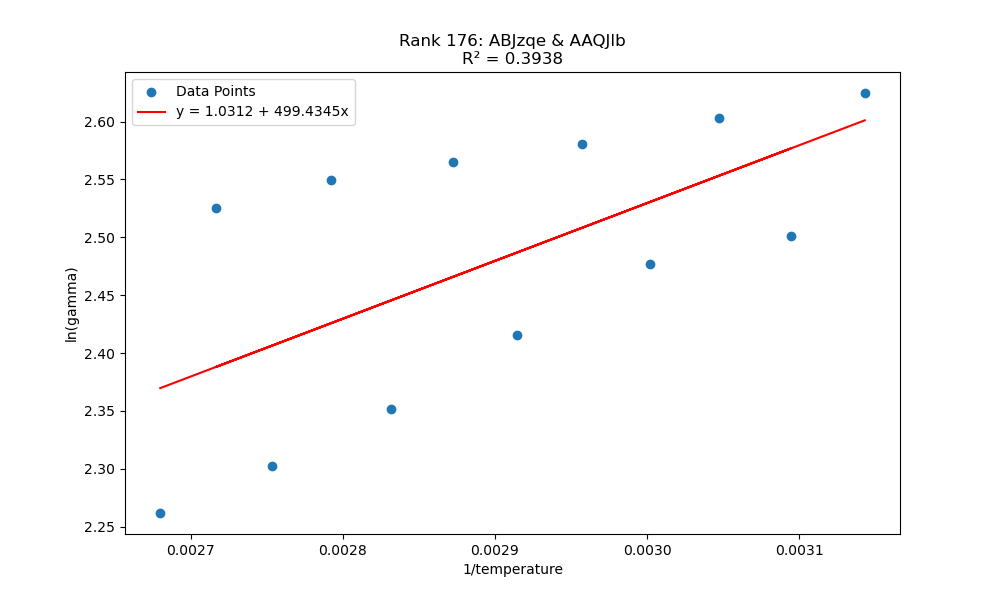 Rank 176: ABJzqe & AAQJlb
R² = 0.3938
Data Points
y = 1.0312 + 499.4345x
ln(gamma)
2.60
2.55
2.50
2.45
2.40
2.35
2.30
2.25
0.0027 0.0028 0.0029 0.0030 0.0031
1/temperature